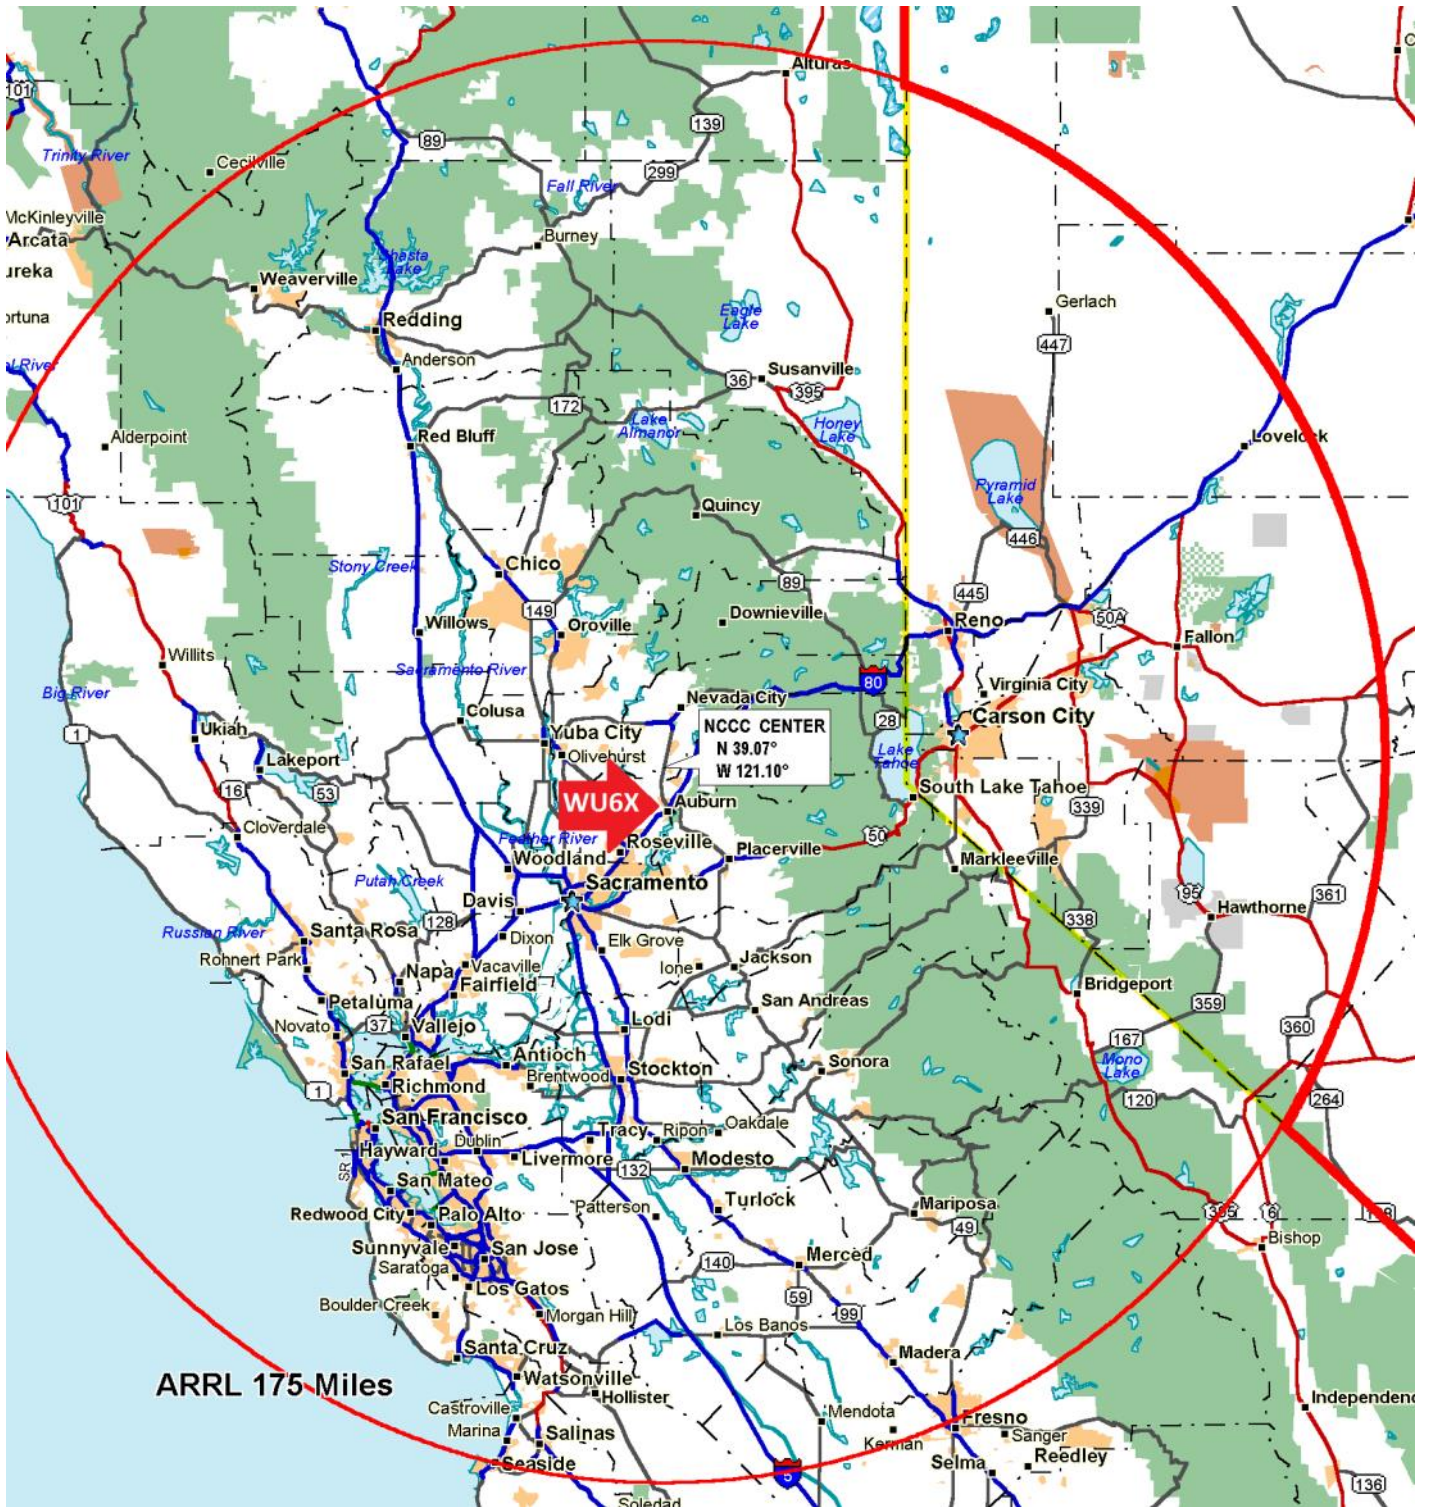 Alturas
101
139
89
Trinity River
Cecilville
299
Fall River
McKinleyville
Arcata
Burney
ureka
Shasta
Lake
Weaverville
Gerlach
Eagle
Lake
ortuna
Redding
447
River
Anderson
Susanville
36
395
172
Lake
Almanor
Honey
Lake
Alderpoint
Red Bluff
Lovelock
Pyramid
Lake
101
Quincy
446
Stony Creek
Chico
89
445
149
Downieville
50A
Willows
Oroville
Reno
Fallon
Willits
Sacramento River
80
Big River
Nevada City
Virginia City
Colusa
NCCC CENTER
N 39.07°
W 121.10°
28
Carson City
1
Ukiah
Yuba City
Lake
Tahoe
Olivehurst
Lakeport
16
53
WU6X
Auburn
South Lake Tahoe
339
Cloverdale
Feather River
Roseville
50
Woodland
Placerville
Markleeville
Putah Creek
Sacramento
95
361
Davis
128
338
Hawthorne
Russian River
Santa Rosa
Dixon
Elk Grove
Rohnert Park
Napa
Vacaville
Ione
Jackson
Fairfield
Bridgeport
Petaluma
San Andreas
359
Novato
37
Vallejo
Lodi
360
167
San Rafael
Antioch
Sonora
Mono
Lake
Richmond
Brentwood
Stockton
1
120
264
San Francisco
Tracy
Ripon
Oakdale
Hayward
Dublin
Livermore
132
Modesto
SR 1
San Mateo
Redwood City
Palo Alto
Patterson
Turlock
Mariposa
395
6
49
Sunnyvale
San Jose
Merced
Bishop
Saratoga
140
Los Gatos
59
Boulder Creek
Morgan Hill
99
Los Banos
Santa Cruz
Madera
ARRL 175 Miles
Watsonville
Hollister
Independenc
Castroville
Mendota
Fresno
Marina
Salinas
Kerman
Sanger
Seaside
Selma
Reedley
5
136
Soledad